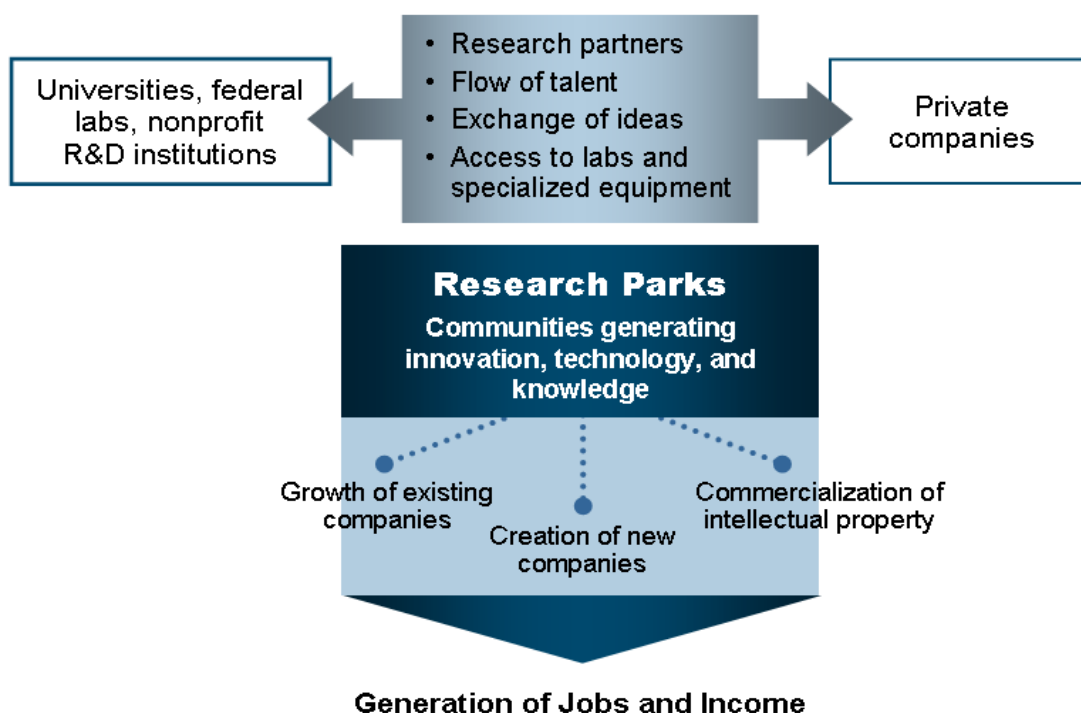 Universities, federal
labs, nonprofit
R&D institutions
• Research partners
• Flow of talent
• Exchange of ideas
• Access to labs and
specialized equipment
Private
companies
Research Parks
Communities generating
innovation, technology, and
knowledge
Growth of existing
companies
Creation of new
companies
Commercialization of
intellectual property
Generation of Jobs and Income